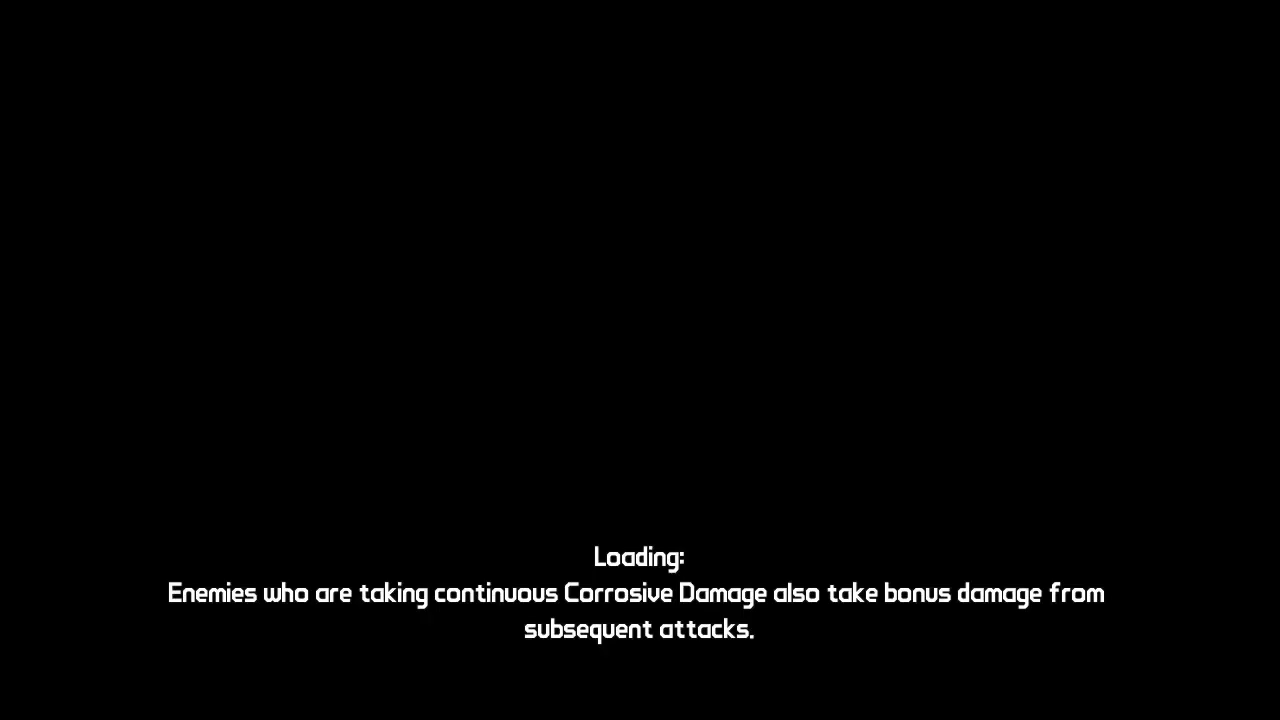 Loading:
Enemies who are taking continuous Corrosive Damage also take bonus damage from
subsequent attacks.